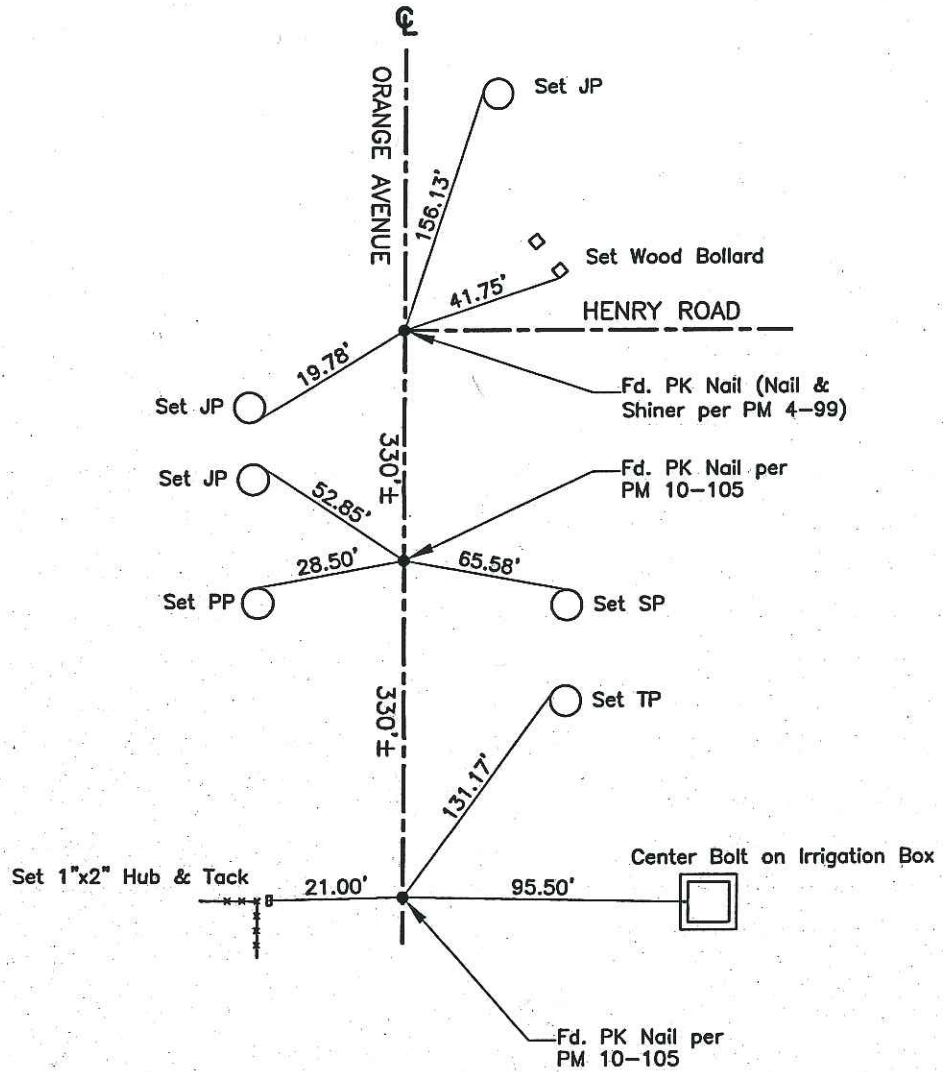 ℄
ORANGE AVENUE
Set JP
156.13'
Set Wood Bollard
41.75'
HENRY ROAD
19.78'
Fd. PK Nail (Nail &
Shiner per PM 4-99)
Set JP
330'±
Set JP
Fd. PK Nail per
PM 10-105
52.85'
28.50'
65.58'
Set PP
Set SP
330'±
Set TP
131.17'
Set 1"x2" Hub & Tack
Center Bolt on Irrigation Box
21.00'
95.50'
Fd. PK Nail per
PM 10-105